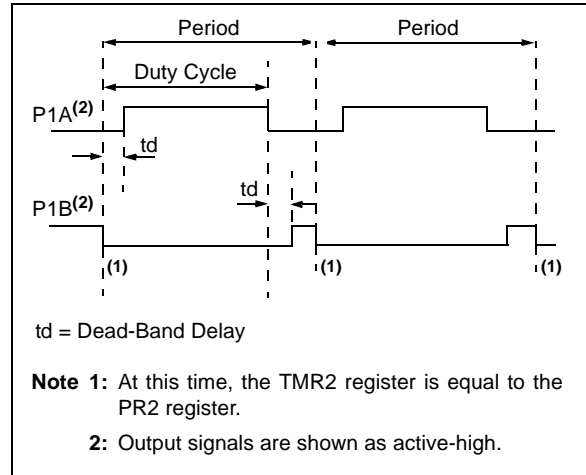 Period Period
Duty Cycle
P1A(2)
td
td
P1B(2)
(1) (1) (1)
td = Dead-Band Delay
Note 1: At this time, the TMR2 register is equal to the
PR2 register.
2: Output signals are shown as active-high.